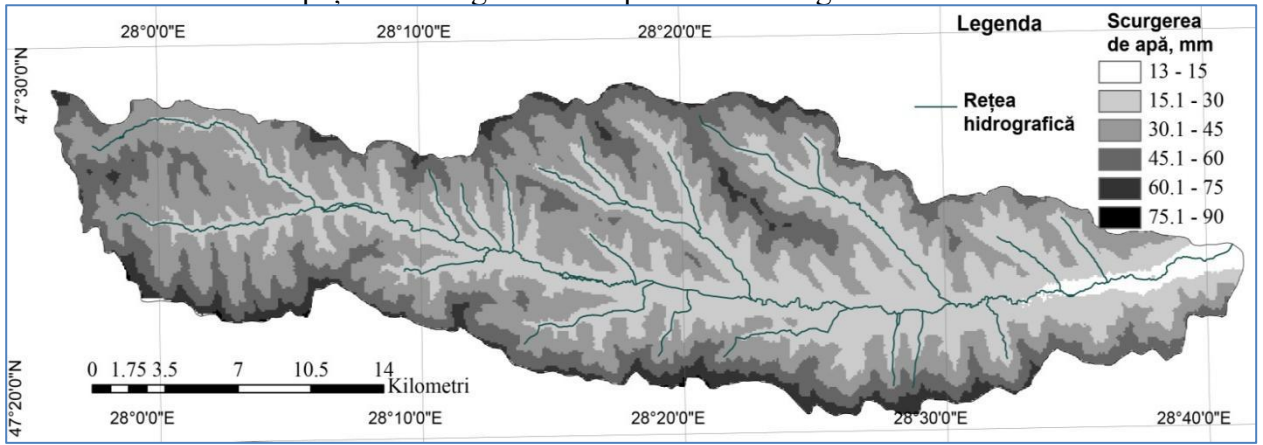 28°0'0"E 28°10'0"E 28°20'0"E
Legenda
Rețea
hidrografică
Scurgerea
de apă, mm
13 - 15
15.1 - 30
30.1 - 45
45.1 - 60
60.1 - 75
75.1 - 90
47°30'0"N
47°20'0"N
0 1.75 3.5 7 10.5 14
Kilometri
28°0'0"E 28°10'0"E 28°20'0"E 28°30'0"E 28°40'0"E